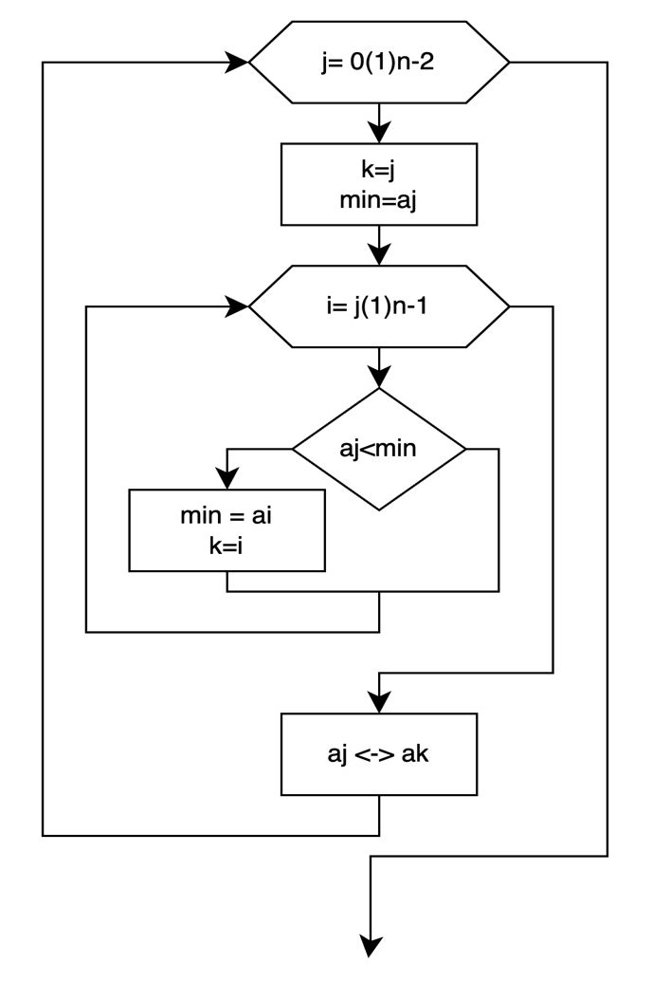 j= 0(1)n-2
k=j
min=aj
i= j(1)n-1
aj<min
min = ai
k=i
aj <-> ak